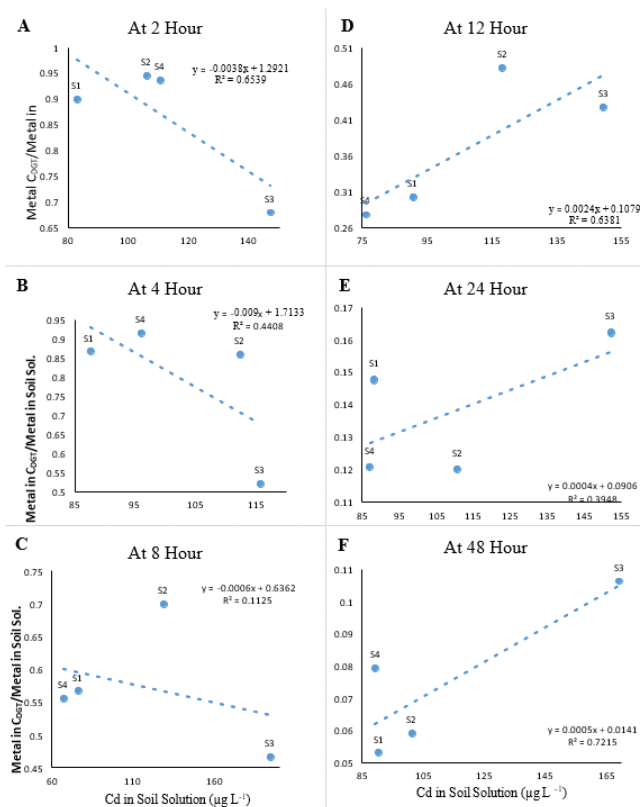 A
At 2 Hour
1
0.95
0.9
0.85
0.8
0.75
0.7
0.65
80
100
120
140
S1
S2
S4
S3
y = -0.0038x + 1.2921
R² = 0.6539
Metal C_DGT/Metal in
D
At 12 Hour
0.51
0.46
0.41
0.36
0.31
0.26
75
95
115
135
155
S4
S1
S2
S3
y = 0.0024x + 0.1079
R² = 0.6381
B
At 4 Hour
0.95
0.9
0.85
0.8
0.75
0.7
0.65
0.6
0.55
0.5
85
95
105
115
S1
S4
S2
S3
y = -0.009x + 1.7133
R² = 0.4408
Metal in C_DGT/Metal in Soil Sol.
E
At 24 Hour
0.17
0.16
0.15
0.14
0.13
0.12
0.11
85
95
105
115
125
135
145
155
S1
S4
S2
S3
y = 0.0004x + 0.0906
R² = 0.3948
C
At 8 Hour
0.75
0.7
0.65
0.6
0.55
0.5
0.45
60
110
160
S4
S1
S2
S3
y = -0.0006x + 0.6362
R² = 0.1125
Metal in C_DGT/Metal in Soil Sol.
Cd in Soil Solution (µg L⁻¹)
F
At 48 Hour
0.11
0.1
0.09
0.08
0.07
0.06
0.05
85
105
125
145
165
S4
S1
S2
S3
y = 0.0005x + 0.0141
R² = 0.7215
Cd in Soil Solution (µg L⁻¹)